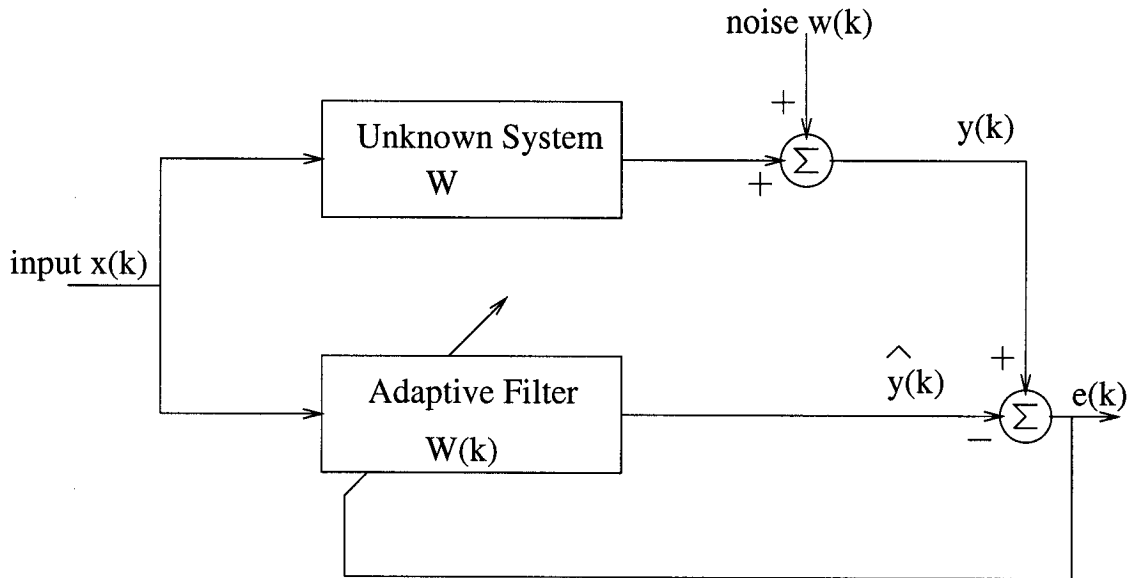 noise w(k)
+
Unknown System
W
Σ
+
y(k)
input x(k)
Adaptive Filter
W(k)
ŷ(k)
+
Σ
−
e(k)